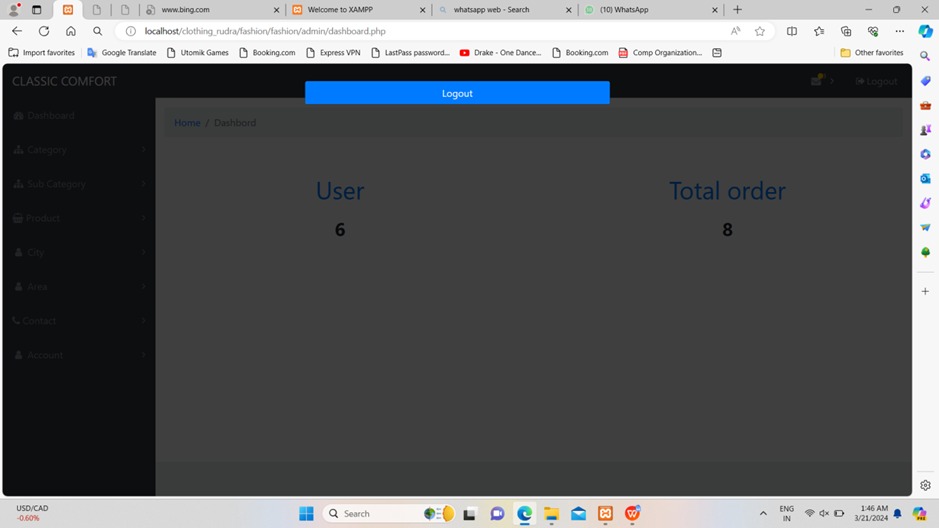 www.bing.com
Welcome to XAMPP
whatsapp web - Search
(10) WhatsApp
localhost/clothing_rudra/fashion/fashion/admin/dashboard.php
Import favorites
Google Translate
Utomik Games
Booking.com
Express VPN
LastPass password...
Drake - One Dance...
Booking.com
Comp Organization...
Other favorites
CLASSIC COMFORT
Logout
Logout
Dashboard
Home / Dashbord
Category
Sub Category
Product
City
Area
Contact
Account
User
Total order
6
8
USD/CAD
-0.60%
Search
ENG
IN
1:46 AM
3/21/2024